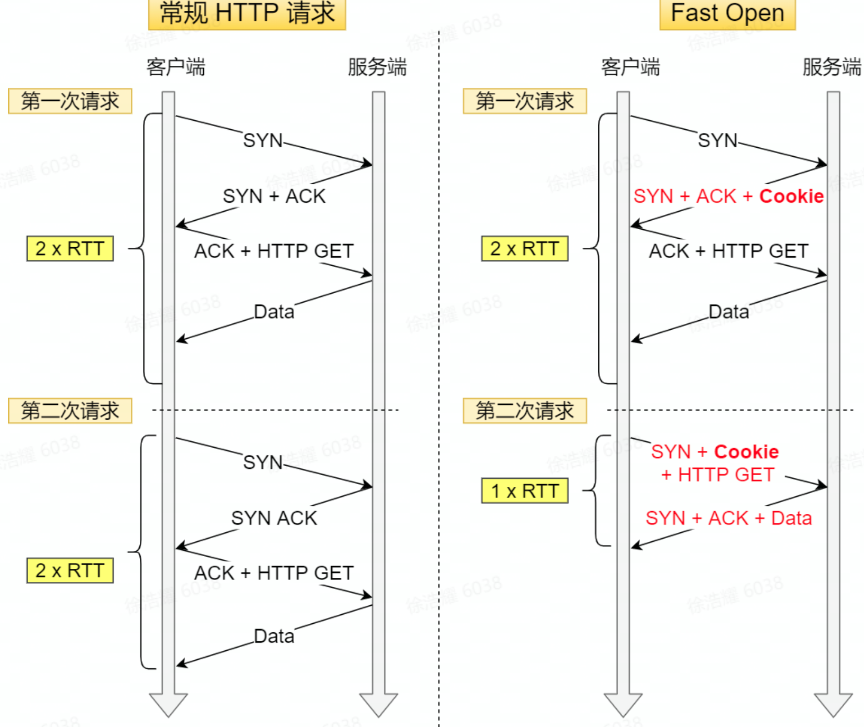 常规 HTTP 请求
客户端
服务端
第一次请求
SYN
SYN + ACK
2 x RTT
ACK + HTTP GET
Data
第二次请求
SYN
SYN ACK
2 x RTT
ACK + HTTP GET
Data
Fast Open
客户端
服务端
第一次请求
SYN
SYN + ACK + Cookie
2 x RTT
ACK + HTTP GET
Data
第二次请求
SYN + Cookie
+ HTTP GET
1 x RTT
SYN + ACK + Data